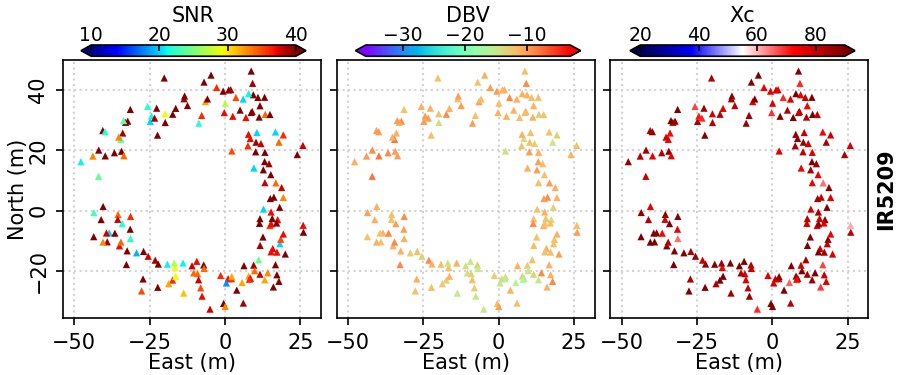 SNR DBV Xc
10 20 30 40 −30 −20 −10 20 40 60 80
40
20
0
−20
North (m)
IR5209
−50 −25 0 25 −50 −25 0 25 −50 −25 0 25
East (m) East (m) East (m)